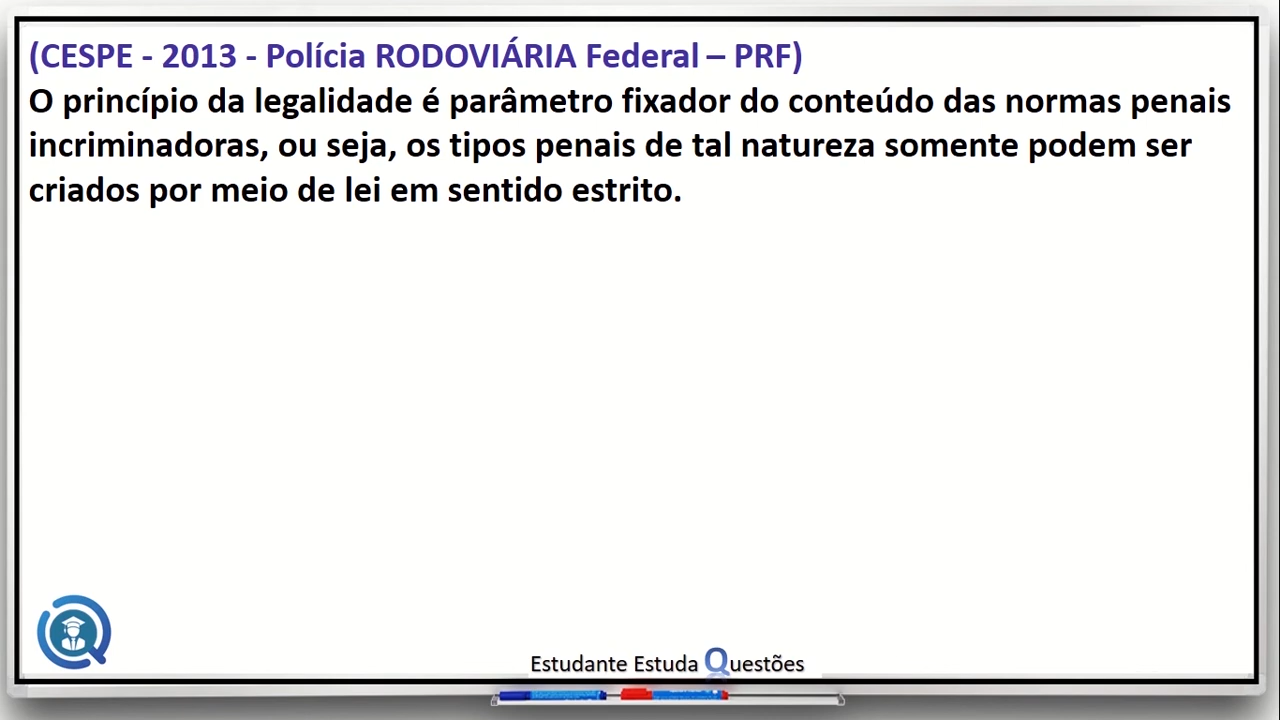 (CESPE - 2013 - Polícia RODOVIÁRIA Federal – PRF)
O princípio da legalidade é parâmetro fixador do conteúdo das normas penais
incriminadoras, ou seja, os tipos penais de tal natureza somente podem ser
criados por meio de lei em sentido estrito.
Estudante Estuda Questões